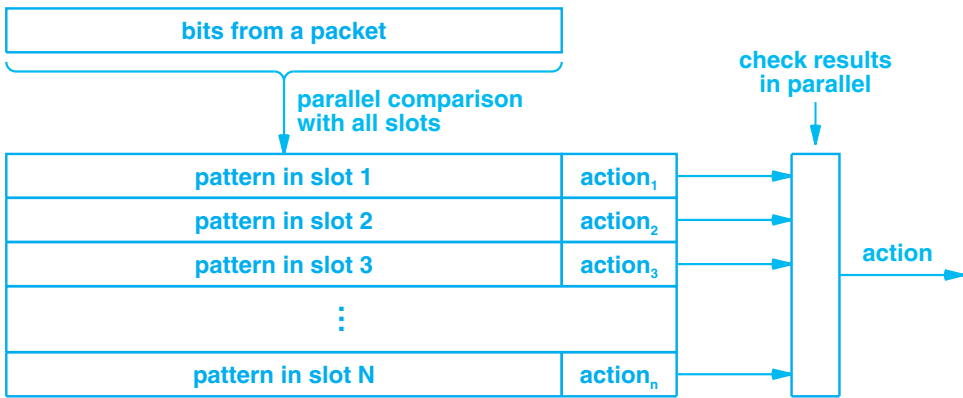 bits from a packet
check results
in parallel
parallel comparison
with all slots
pattern in slot 1 action₁
pattern in slot 2 action₂
pattern in slot 3 action₃
action
⋮
pattern in slot N actionₙ